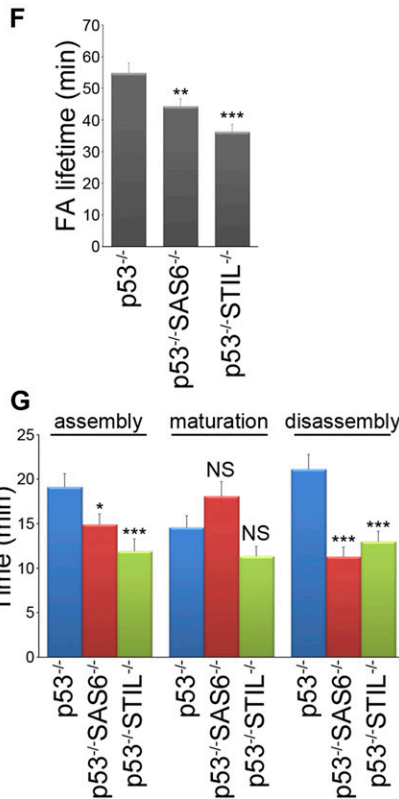 F
FA lifetime (min)
70
60
50
40
30
20
10
0
**
***
p53-/-
p53-/-SAS6-/-
p53-/-STIL-/-
G
assembly maturation disassembly
Time (min)
25
20
15
10
5
0
*
***
NS
NS
***
***
p53-/-
p53-/-SAS6-/-
p53-/-STIL-/-
p53-/-
p53-/-SAS6-/-
p53-/-STIL-/-
p53-/-
p53-/-SAS6-/-
p53-/-STIL-/-